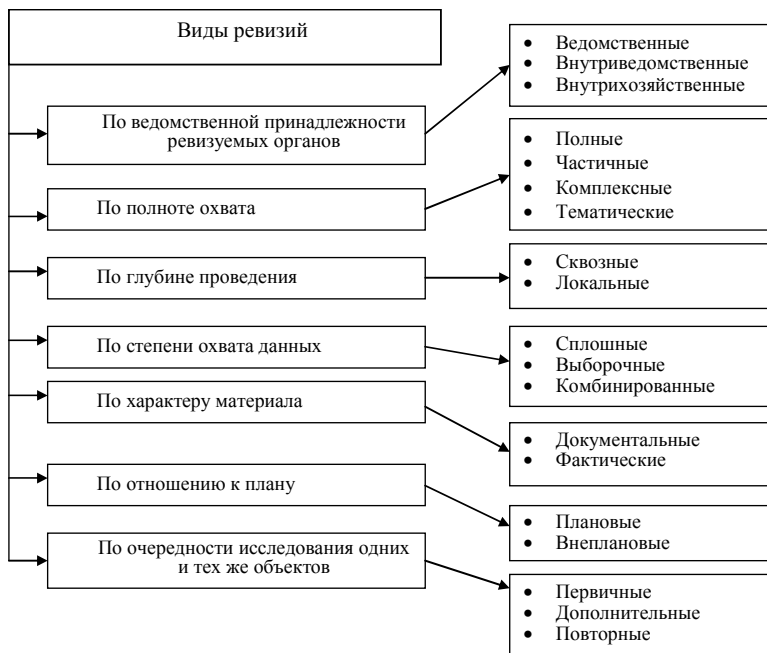 Виды ревизий
По ведомственной принадлежности
ревизуемых органов
• Ведомственные
• Внутриведомственные
• Внутрихозяйственные
По полноте охвата
• Полные
• Частичные
• Комплексные
• Тематические
По глубине проведения
• Сквозные
• Локальные
По степени охвата данных
• Сплошные
• Выборочные
• Комбинированные
По характеру материала
• Документальные
• Фактические
По отношению к плану
• Плановые
• Внеплановые
По очередности исследования одних
и тех же объектов
• Первичные
• Дополнительные
• Повторные